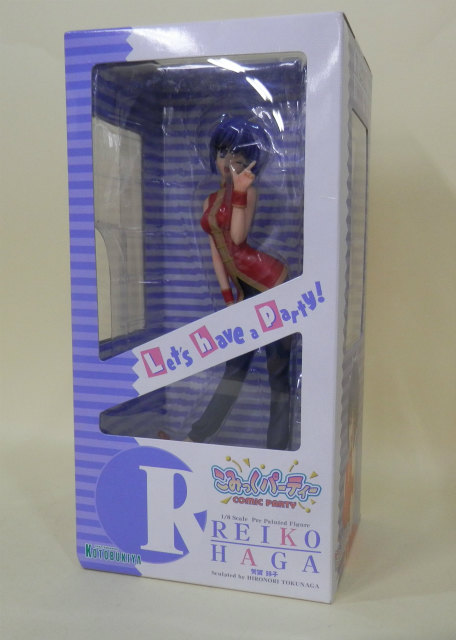 Let's have a Party!
R
こみっくパーティー
COMIC PARTY
1/8 Scale Pre Painted Figure
REIKO
HAGA
芳賀 玲子
Sculpted by HIRONORI TOKUNAGA
KOTOBUKIYA